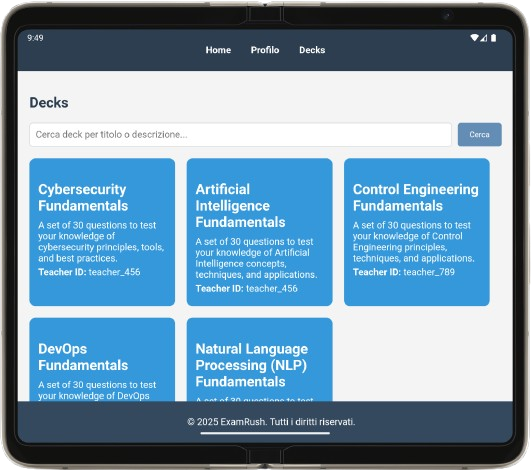 9:49
Home Profilo Decks
Decks
Cerca deck per titolo o descrizione...
Cerca
Cybersecurity
Fundamentals
A set of 30 questions to test
your knowledge of
cybersecurity principles, tools,
and best practices.
Teacher ID: teacher_456
Artificial
Intelligence
Fundamentals
A set of 30 questions to test
your knowledge of Artificial
Intelligence concepts,
techniques, and applications.
Teacher ID: teacher_456
Control Engineering
Fundamentals
A set of 30 questions to test
your knowledge of Control
Engineering principles,
techniques, and applications.
Teacher ID: teacher_789
DevOps
Fundamentals
A set of 30 questions to test
your knowledge of DevOps
Natural Language
Processing (NLP)
Fundamentals
A set of 30 questions to test
© 2025 ExamRush. Tutti i diritti riservati.